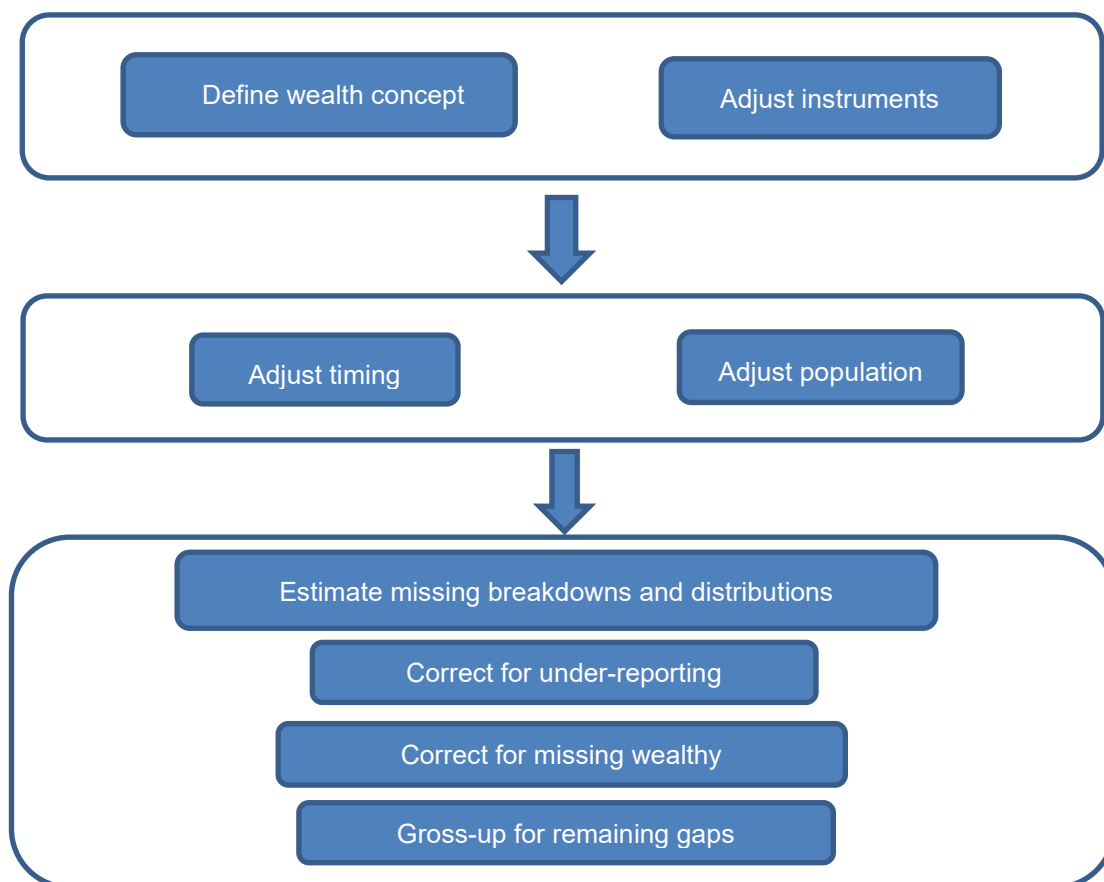 Define wealth concept
Adjust instruments
Adjust timing
Adjust population
Estimate missing breakdowns and distributions
Correct for under-reporting
Correct for missing wealthy
Gross-up for remaining gaps